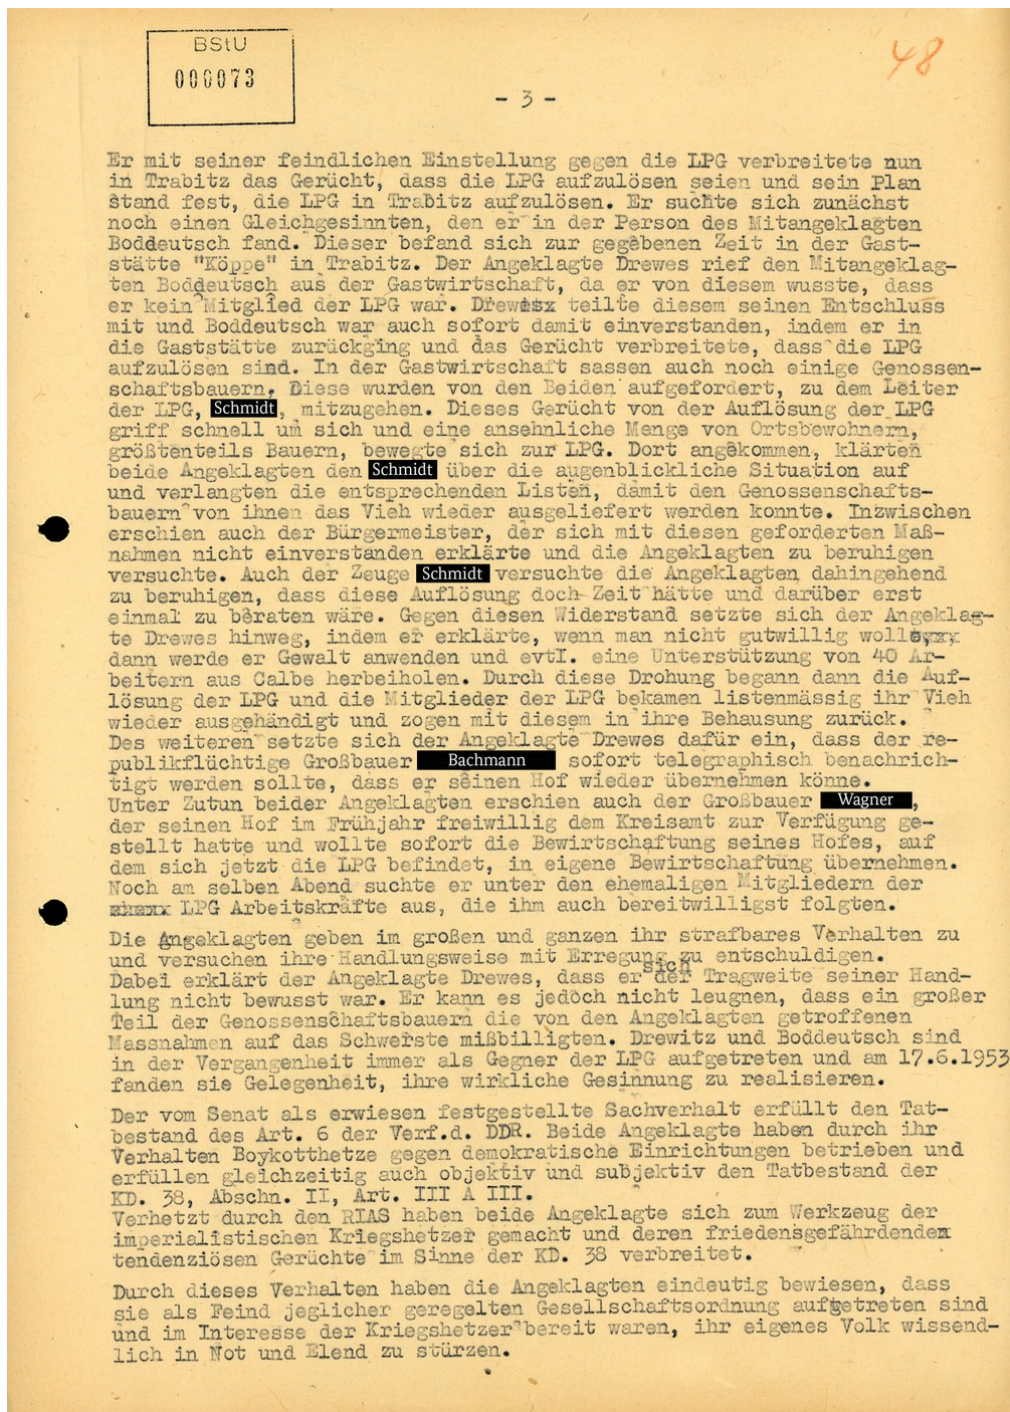 BStU
000073
48
- 3 -
Er mit seiner feindlichen Einstellung gegen die LPG verbreitete nun
in Trabitz das Gerücht, dass die LPG aufzulösen seien und sein Plan
stand fest, die LPG in Trabitz aufzulösen. Er suchte sich zunächst
noch einen Gleichgesinnten, den er in der Person des Mitangeklagten
Boddeutsch fand. Dieser befand sich zur gegebenen Zeit in der Gast-
stätte "Köppe" in Trabitz. Der Angeklagte Drewes rief den Mitangeklag-
ten Boddeutsch aus der Gastwirtschaft, da er von diesem wusste, dass
er kein Mitglied der LPG war. Drewesx teilte diesem seinen Entschluss
mit und Boddeutsch war auch sofort damit einverstanden, indem er in
die Gaststätte zurückging und das Gerücht verbreitete, dass die LPG
aufzulösen sind. In der Gastwirtschaft sassen auch noch einige Genossen-
schaftsbauern. Diese wurden von den Beiden aufgefordert, zu dem Leiter
der LPG, Schmidt, mitzugehen. Dieses Gerücht von der Auflösung der LPG
griff schnell um sich und eine ansehnliche Menge von Ortsbewohnern,
größtenteils Bauern, bewegte sich zur LPG. Dort angekommen, klärten
beide Angeklagten den Schmidt über die augenblickliche Situation auf
und verlangten die entsprechenden Listen, damit den Genossenschafts-
bauern von ihnen das Vieh wieder ausgeliefert werden konnte. Inzwischen
erschien auch der Bürgermeister, der sich mit diesen geforderten Maß-
nahmen nicht einverstanden erklärte und die Angeklagten zu beruhigen
versuchte. Auch der Zeuge Schmidt versuchte die Angeklagten dahingehend
zu beruhigen, dass diese Auflösung doch Zeit hätte und darüber erst
einmal zu beraten wäre. Gegen diesen Widerstand setzte sich der Angeklag-
te Drewes hinweg, indem er erklärte, wenn man nicht gutwillig wolle,
dann werde er Gewalt anwenden und evtl. eine Unterstützung von 40 Ar-
beitern aus Calbe herbeiholen. Durch diese Drohung begann dann die Auf-
lösung der LPG und die Mitglieder der LPG bekamen listenmässig ihr Vieh
wieder ausgehändigt und zogen mit diesem in ihre Behausung zurück.
Des weiteren setzte sich der Angeklagte Drewes dafür ein, dass der re-
publikflüchtige Großbauer Bachmann sofort telegraphisch benachrich-
tigt werden sollte, dass er seinen Hof wieder übernehmen könne.
Unter Zutun beider Angeklagten erschien auch der Großbauer Wagner,
der seinen Hof im Frühjahr freiwillig dem Kreisamt zur Verfügung ge-
stellt hatte und wollte sofort die Bewirtschaftung seines Hofes, auf
dem sich jetzt die LPG befindet, in eigene Bewirtschaftung übernehmen.
Noch am selben Abend suchte er unter den ehemaligen Mitgliedern der
LPG Arbeitskräfte aus, die ihm auch bereitwilligst folgten.
Die Angeklagten geben im großen und ganzen ihr strafbares Verhalten zu
und versuchen ihre Handlungsweise mit Erregung zu entschuldigen.
Dabei erklärt der Angeklagte Drewes, dass er sich der Tragweite seiner Hand-
lung nicht bewusst war. Er kann es jedoch nicht leugnen, dass ein großer
Teil der Genossenschaftsbauern die von den Angeklagten getroffenen
Massnahmen auf das Schwerste mißbilligten. Drewitz und Boddeutsch sind
in der Vergangenheit immer als Gegner der LPG aufgetreten und am 17.6.1953
fanden sie Gelegenheit, ihre wirkliche Gesinnung zu realisieren.
Der vom Senat als erwiesen festgestellte Sachverhalt erfüllt den Tat-
bestand des Art. 6 der Verf.d. DDR. Beide Angeklagte haben durch ihr
Verhalten Boykotthetze gegen demokratische Einrichtungen betrieben und
erfüllen gleichzeitig auch objektiv und subjektiv den Tatbestand der
KD. 38, Abschn. II, Art. III A III.
Verhetzt durch den RIAS haben beide Angeklagte sich zum Werkzeug der
imperialistischen Kriegshetzer gemacht und deren friedensgefährdenden
tendenziösen Gerüchte im Sinne der KD. 38 verbreitet.
Durch dieses Verhalten haben die Angeklagten eindeutig bewiesen, dass
sie als Feind jeglicher geregelten Gesellschaftsordnung aufgetreten sind
und im Interesse der Kriegshetzer bereit waren, ihr eigenes Volk wissend-
lich in Not und Elend zu stürzen.